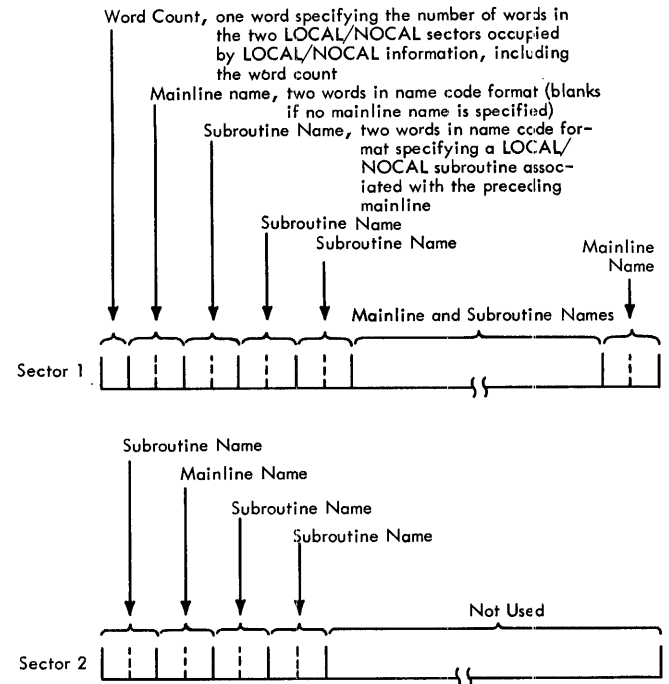 Word Count, one word specifying the number of words in
the two LOCAL/NOCAL sectors occupied
by LOCAL/NOCAL information, including
the word count
Mainline name, two words in name code format (blanks
if no mainline name is specified)
Subroutine Name, two words in name code for-
mat specifying a LOCAL/
NOCAL subroutine assoc-
iated with the preceding
mainline
Subroutine Name
Subroutine Name
Mainline
Name
Mainline and Subroutine Names
Sector 1
Subroutine Name
Mainline Name
Subroutine Name
Subroutine Name
Not Used
Sector 2